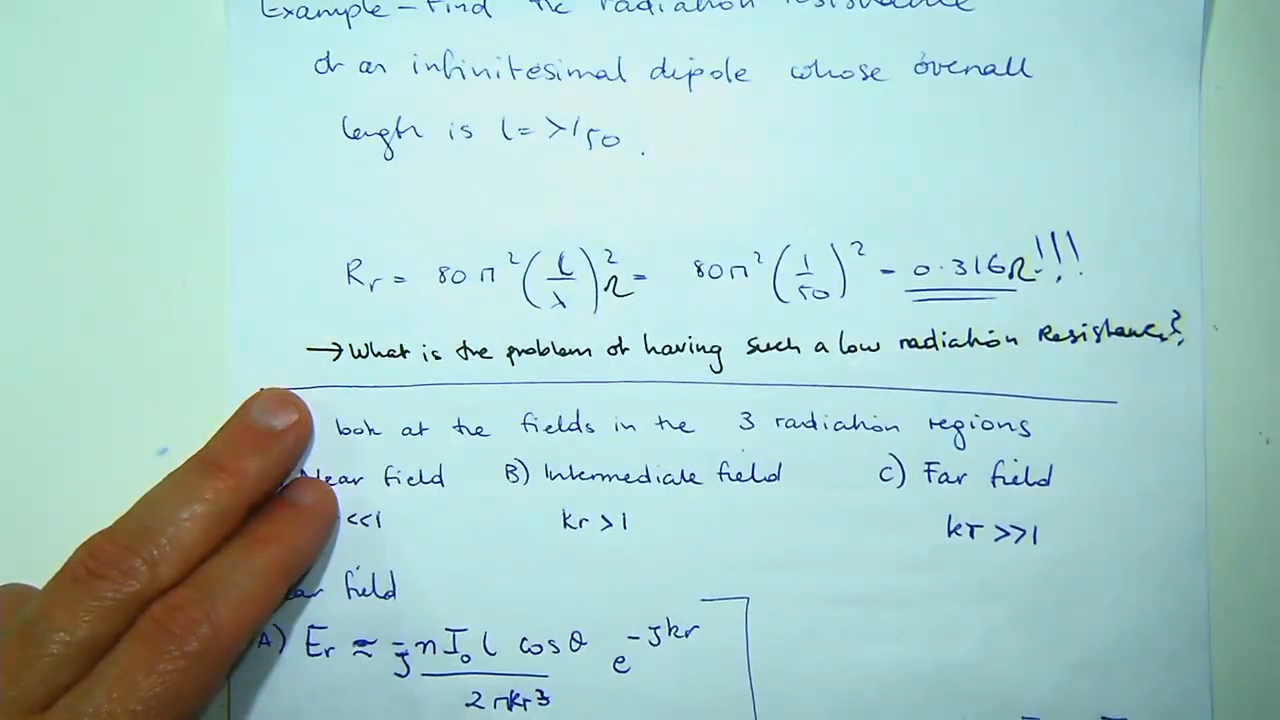 Example - Find the radiation resistance
of an infinitesimal dipole whose overall
length is l = λ/50.
Rr = 80π²(l/λ)²Ω = 80π²(1/50)² = 0.316Ω!!!
→ What is the problem of having such a low radiation Resistance?
look at the fields in the 3 radiation regions
Near field B) Intermediate field C) Far field
<<1 kr > 1 kr >> 1
ear field
A) Er ≈ -j ηI₀ l cosθ / 2πkr³ e^-jkr